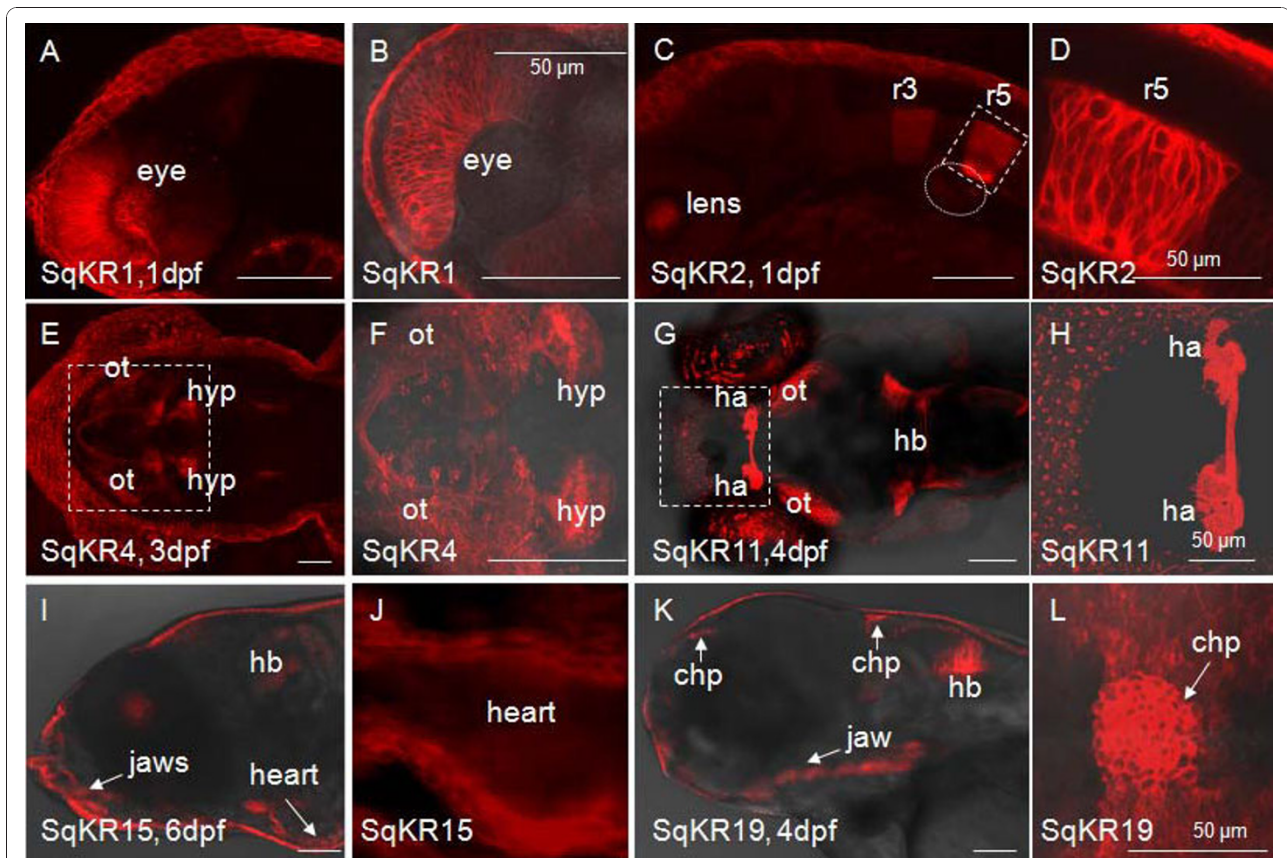 A
eye
SqKR1,1dpf
B
50 µm
eye
SqKR1
C
r3
r5
lens
SqKR2, 1dpf
D
r5
50 µm
SqKR2
E
ot
hyp
ot
hyp
SqKR4, 3dpf
F
ot
hyp
ot
hyp
SqKR4
G
ha
ot
hb
ha
ot
SqKR11,4dpf
H
ha
ha
50 µm
SqKR11
I
hb
jaws
heart
SqKR15, 6dpf
J
heart
SqKR15
K
chp
chp
hb
jaw
SqKR19, 4dpf
L
chp
50 µm
SqKR19